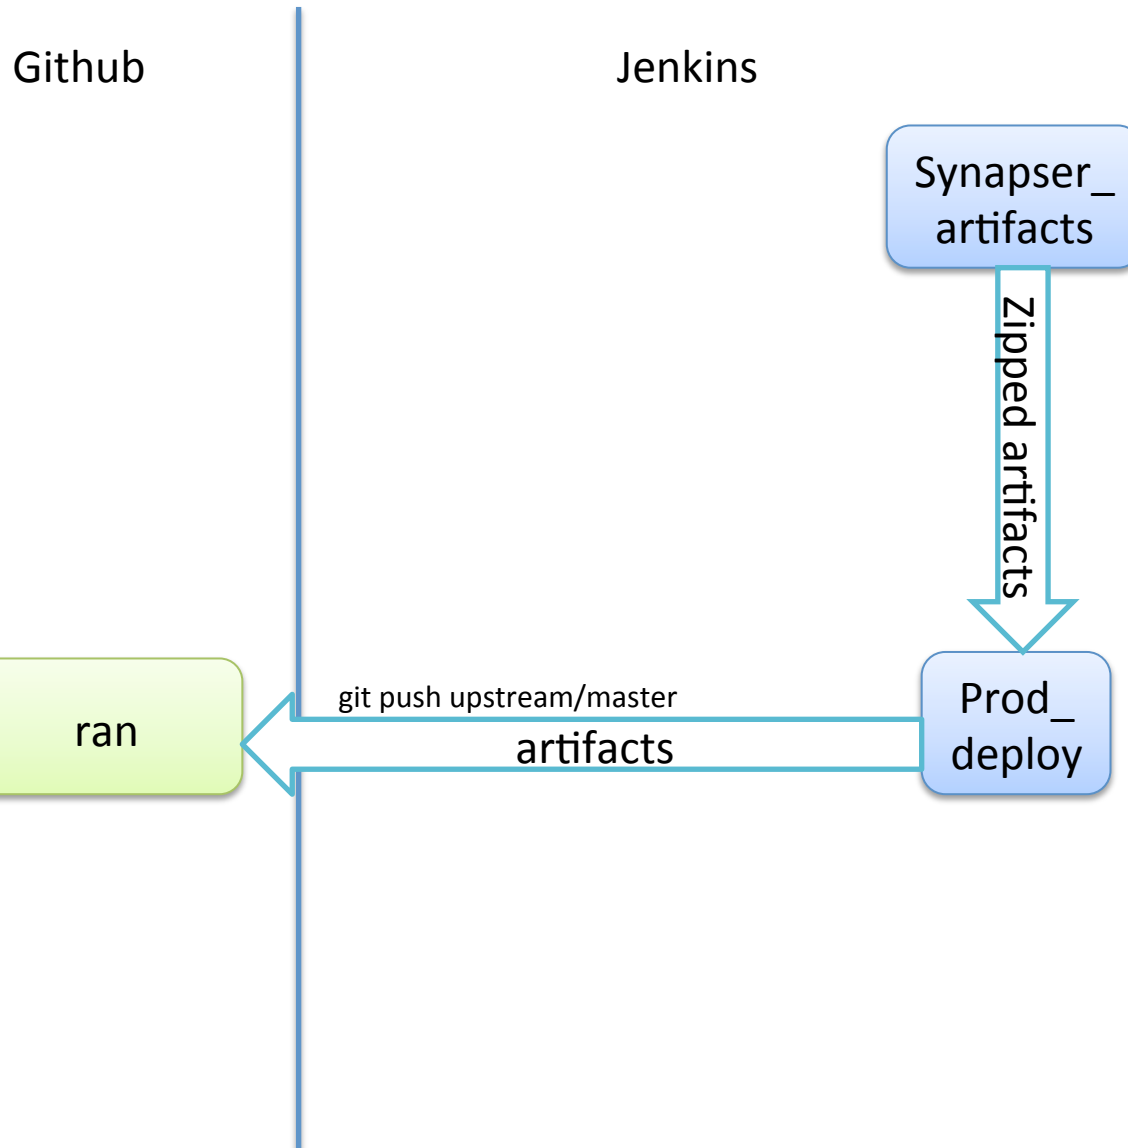 Github
Jenkins
Synapser_
artifacts
Zipped artifacts
git push upstream/master
artifacts
ran
Prod_
deploy